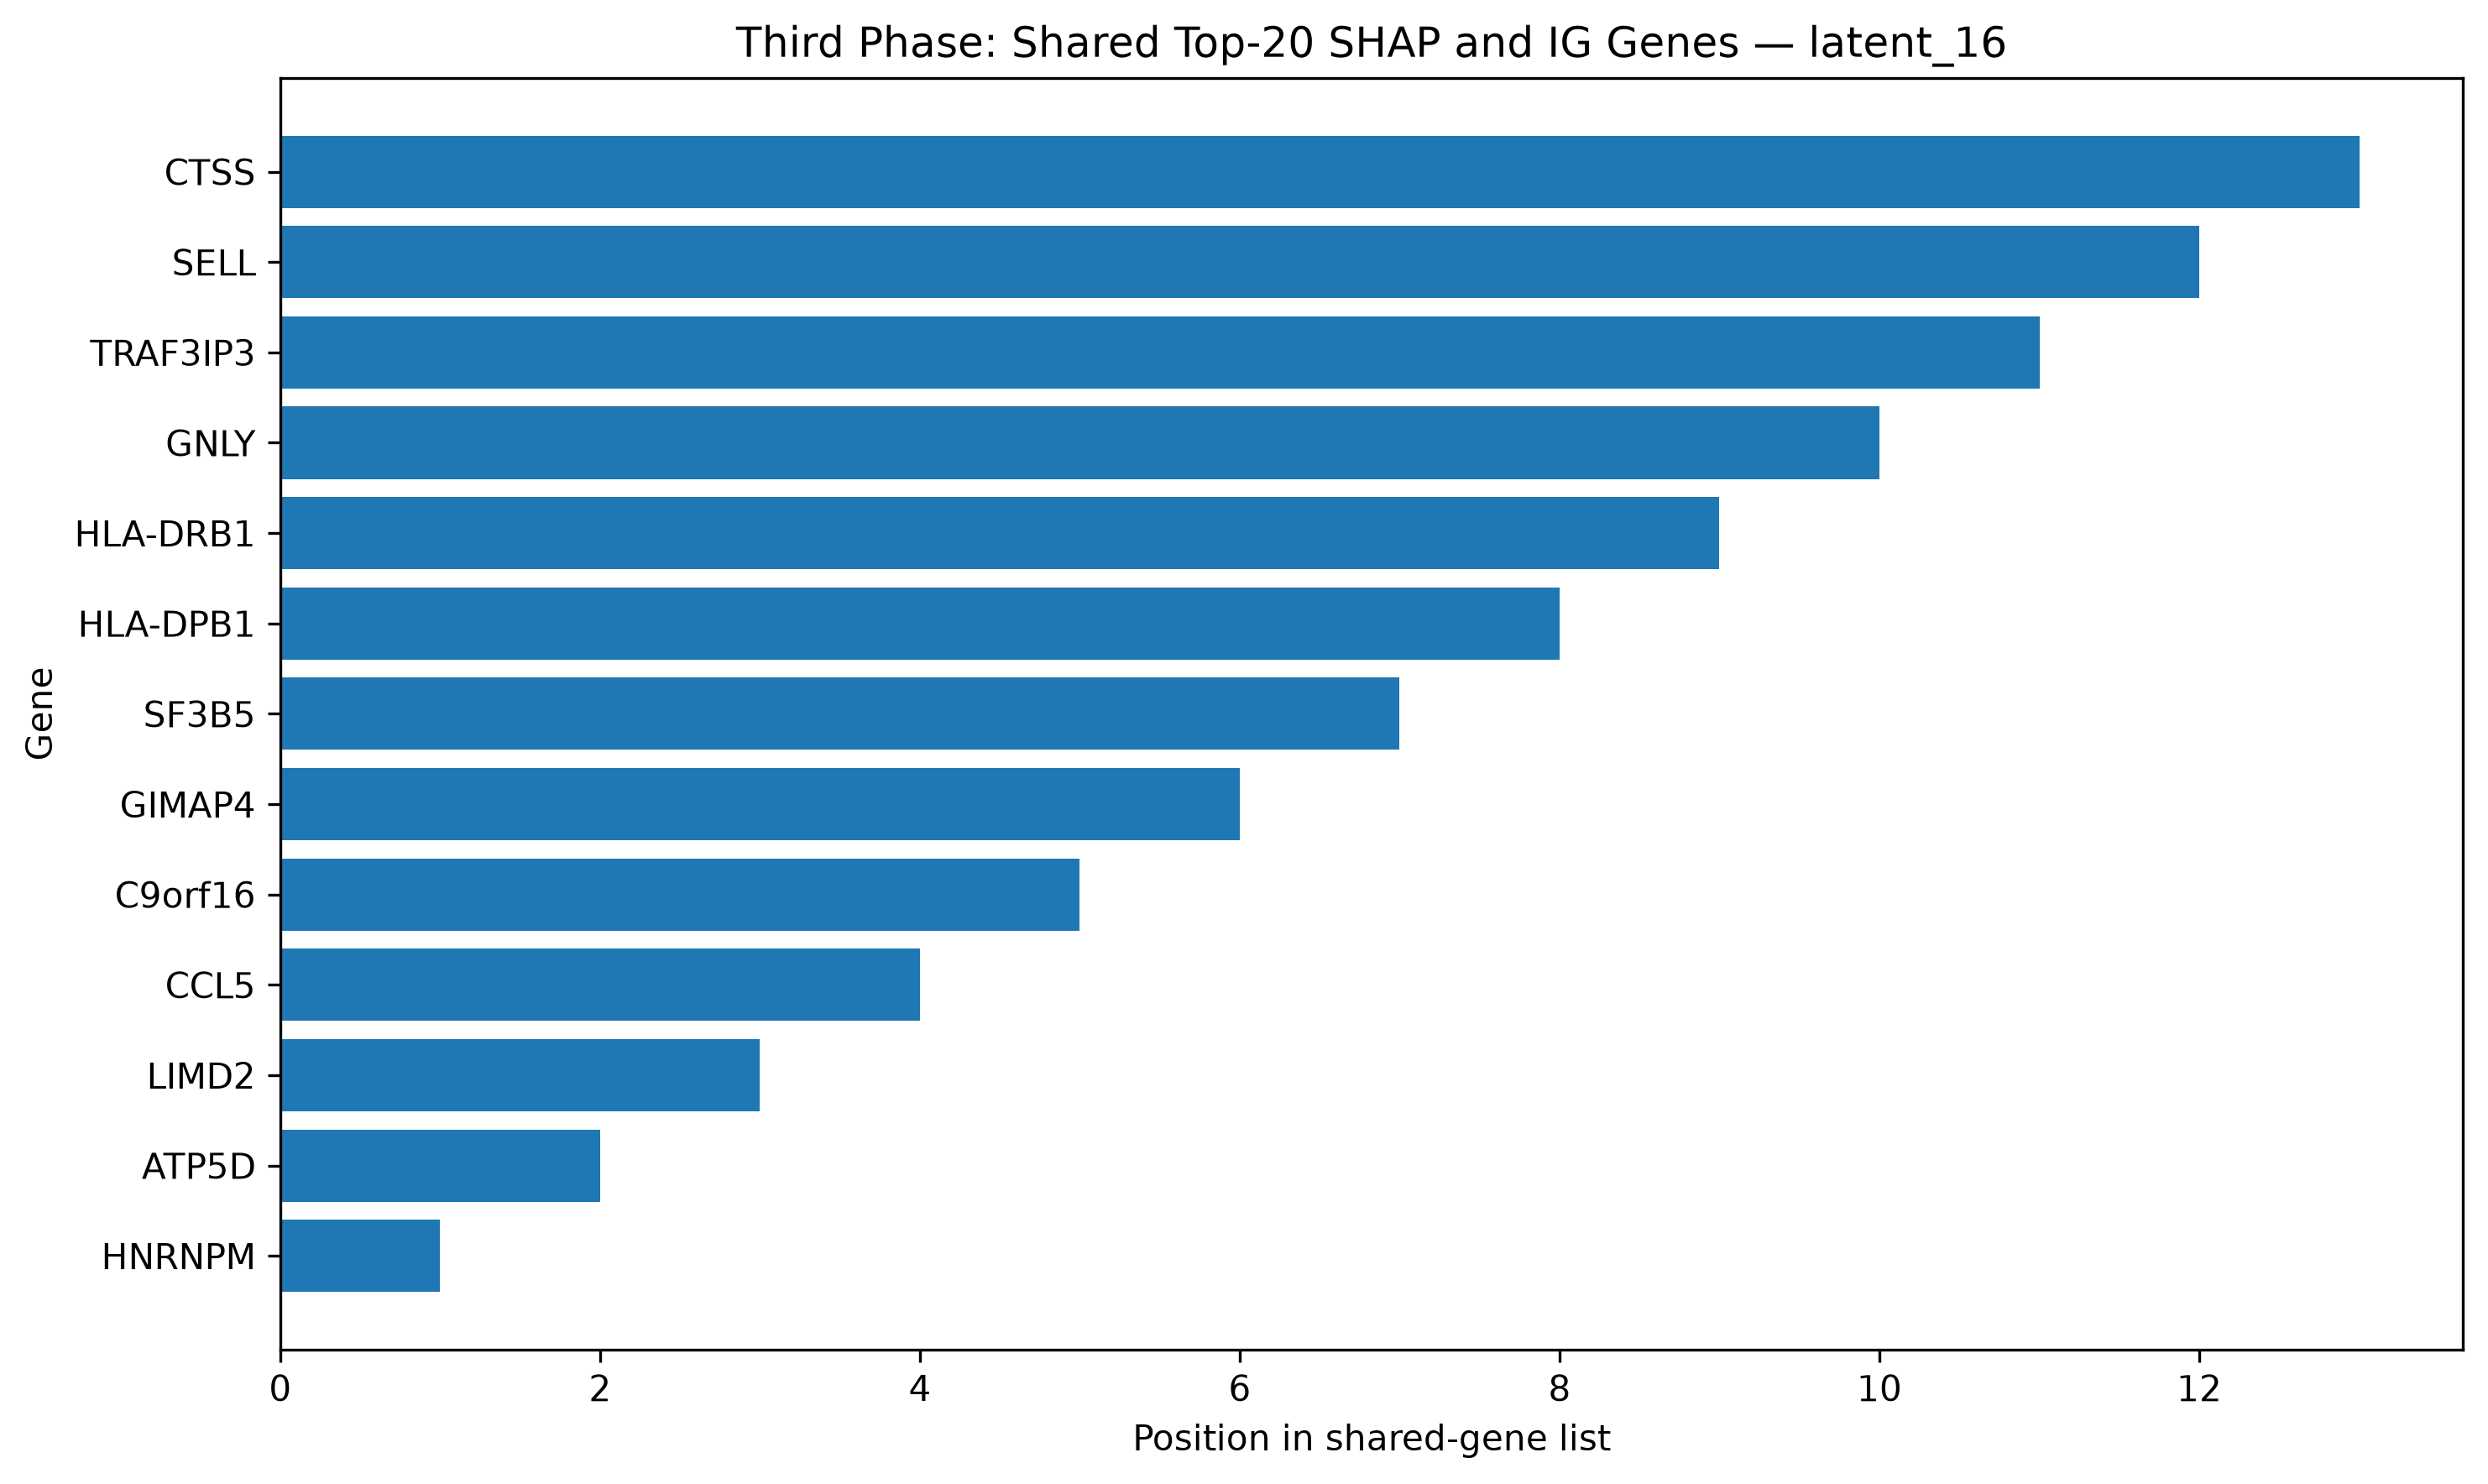 Third Phase: Shared Top-20 SHAP and IG Genes — latent_16
CTSS
SELL
TRAF3IP3
GNLY
HLA-DRB1
HLA-DPB1
SF3B5
GIMAP4
C9orf16
CCL5
LIMD2
ATP5D
HNRNPM
Gene
0 2 4 6 8 10 12
Position in shared-gene list